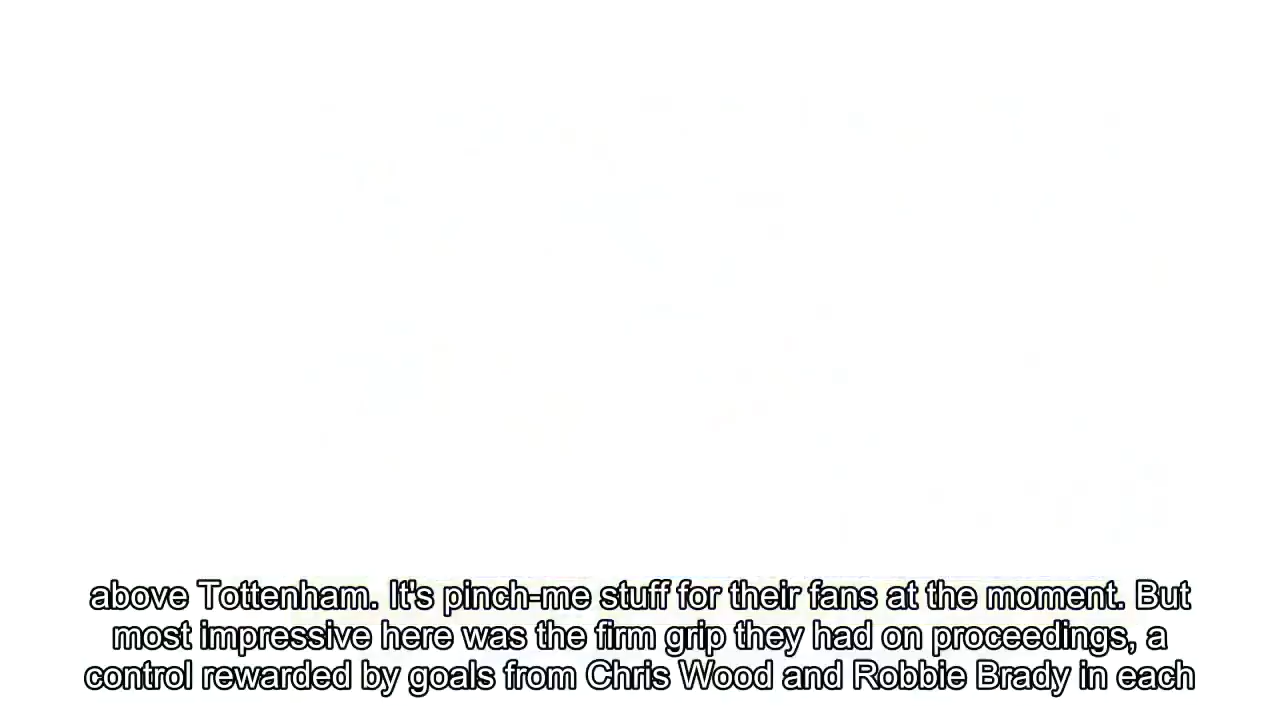 above Tottenham. It's pinch-me stuff for their fans at the moment. But
most impressive here was the firm grip they had on proceedings, a
control rewarded by goals from Chris Wood and Robbie Brady in each